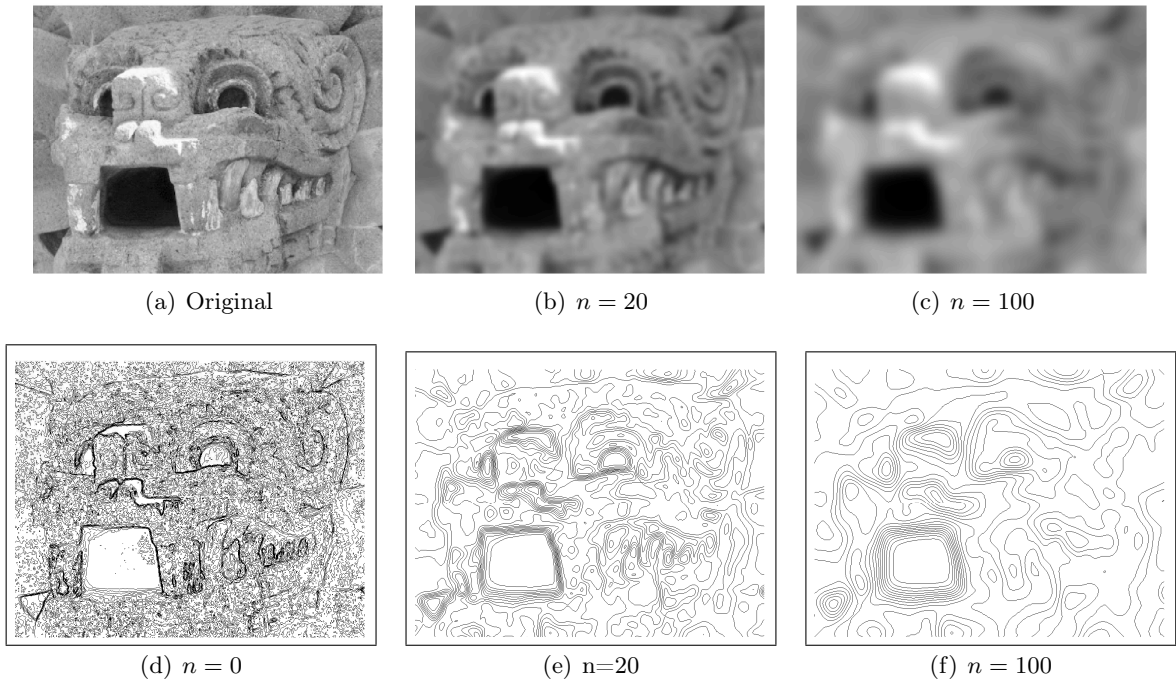 (a) Original
(b) n = 20
(c) n = 100
(d) n = 0
(e) n=20
(f) n = 100